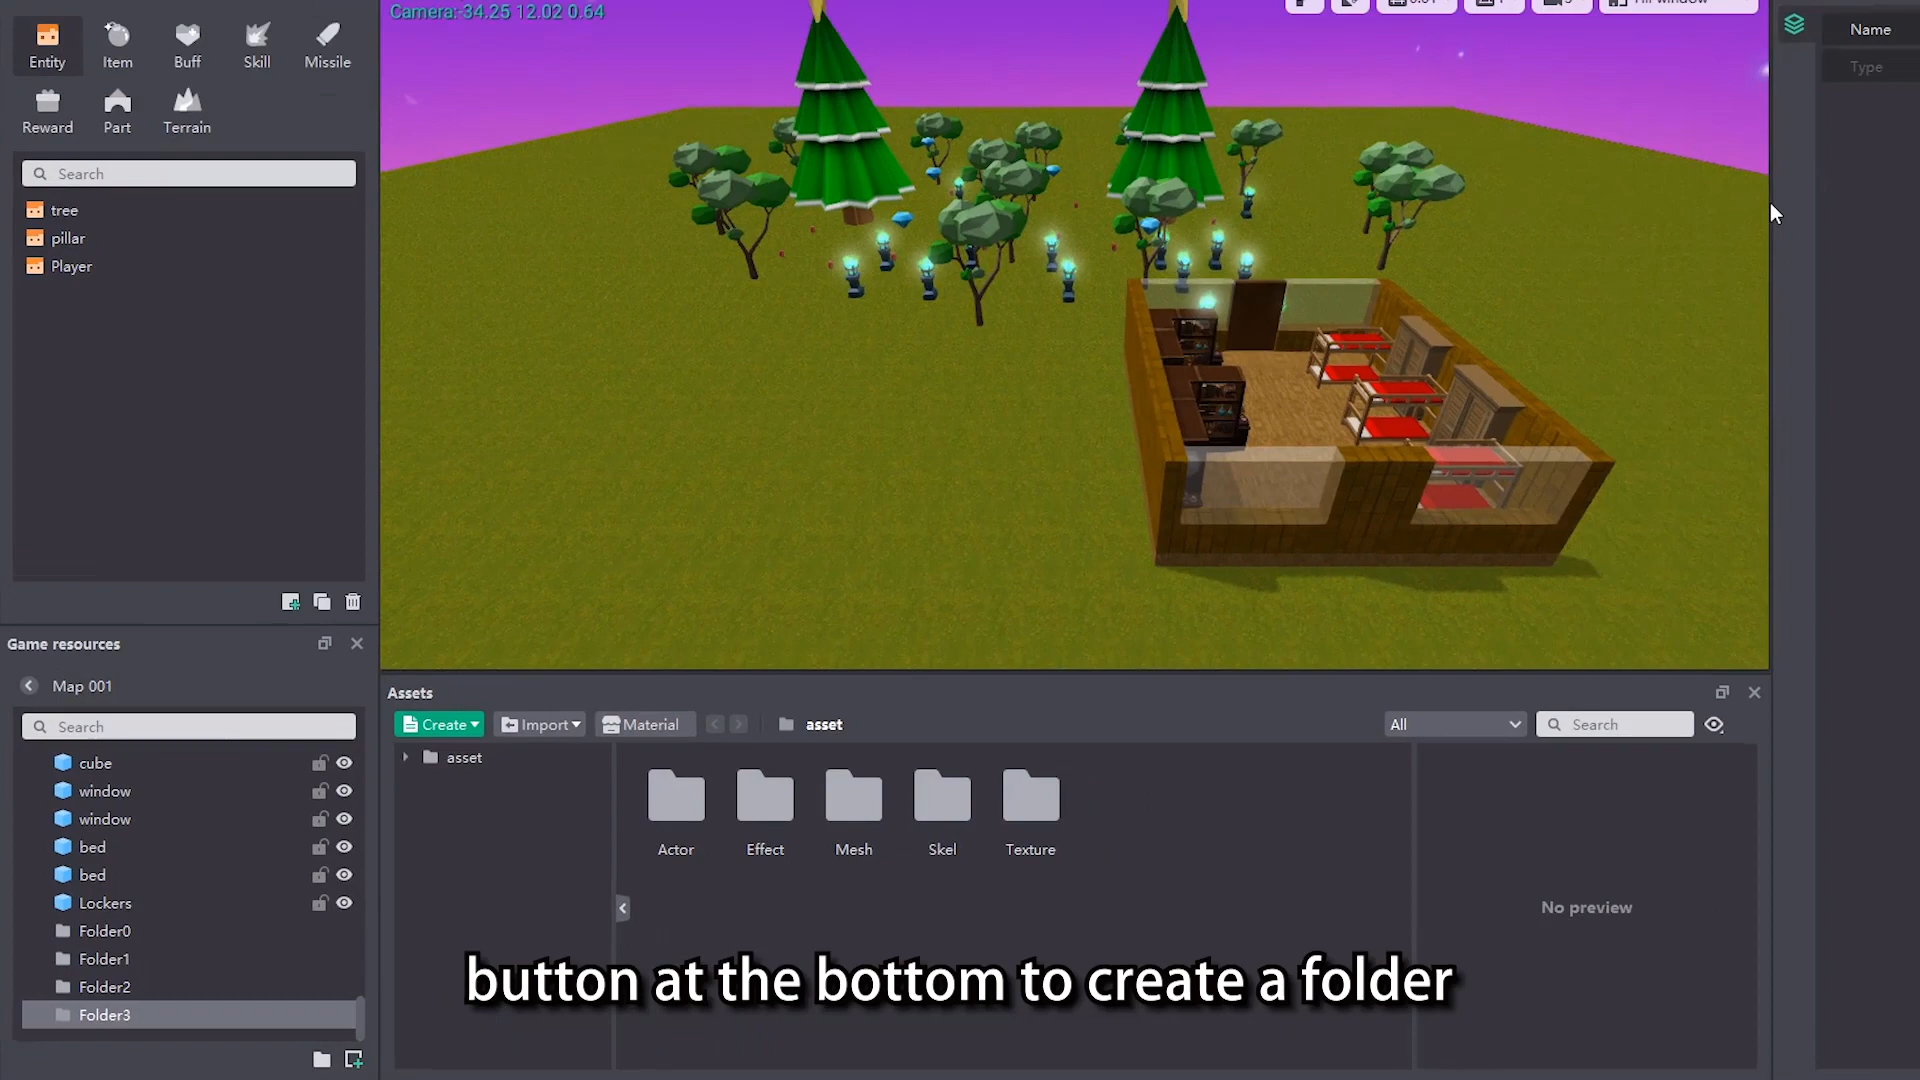 Camera:-34.25 12.02 0.64
Entity
Item
Buff
Skill
Missile
Reward
Part
Terrain
Search
tree
pillar
Player
Name
Type
Game resources
Map 001
Search
cube
window
window
bed
bed
Lockers
Folder0
Folder1
Folder2
Folder3
Assets
Create
Import
Material
asset
All
Search
asset
Actor
Effect
Mesh
Skel
Texture
No preview
button at the bottom to create a folder